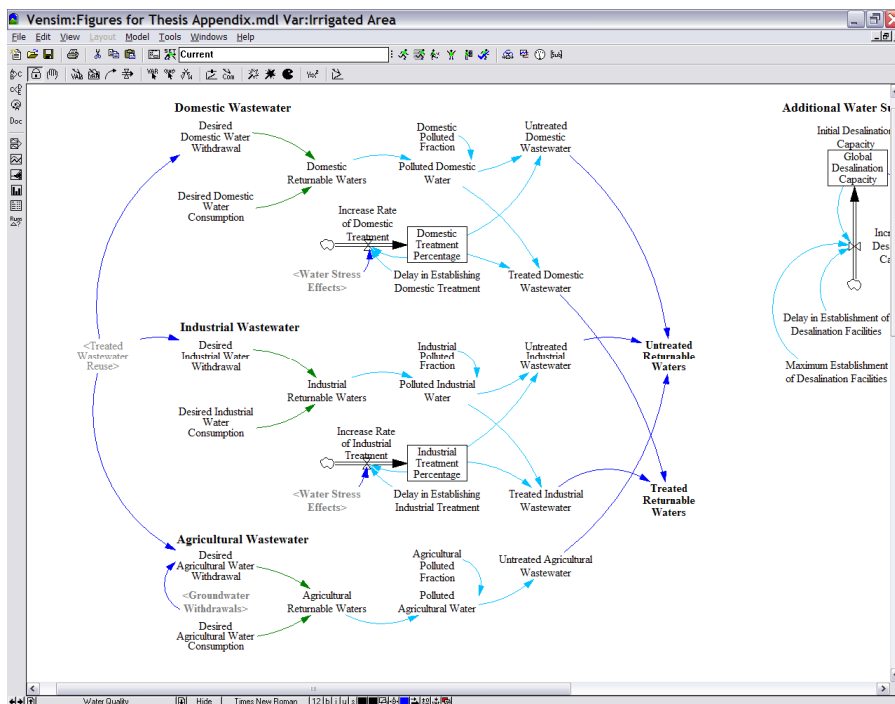 Vensim:Figures for Thesis Appendix.mdl Var:Irrigated Area
File Edit View Layout Model Tools Windows Help
Current
Doc
Domestic Wastewater
Desired
Domestic Water
Withdrawal
Desired Domestic
Water
Consumption
Domestic
Returnable Waters
Domestic
Polluted
Fraction
Polluted Domestic
Water
Untreated
Domestic
Wastewater
Increase Rate
of Domestic
Treatment
Domestic
Treatment
Percentage
<Water Stress
Effects>
Delay in Establishing
Domestic Treatment
Treated Domestic
Wastewater
Industrial Wastewater
<Treated
Wastewater
Reuse>
Desired
Industrial Water
Withdrawal
Desired Industrial
Water
Consumption
Industrial
Returnable Waters
Industrial
Polluted
Fraction
Polluted Industrial
Water
Untreated
Industrial
Wastewater
Untreated
Returnable
Waters
Increase Rate
of Industrial
Treatment
Industrial
Treatment
Percentage
<Water Stress
Effects>
Delay in Establishing
Industrial Treatment
Treated Industrial
Wastewater
Treated
Returnable
Waters
Agricultural Wastewater
Desired
Agricultural Water
Withdrawal
<Groundwater
Withdrawals>
Desired
Agricultural Water
Consumption
Agricultural
Returnable Waters
Agricultural
Polluted
Fraction
Polluted
Agricultural Water
Untreated Agricultural
Wastewater
Additional Water Su
Initial Desalination
Capacity
Global
Desalination
Capacity
Incr
Desa
Ca
Delay in Establishment of
Desalination Facilities
Maximum Establishment
of Desalination Facilities
Water Quality Hide Times New Roman 12 b i u s